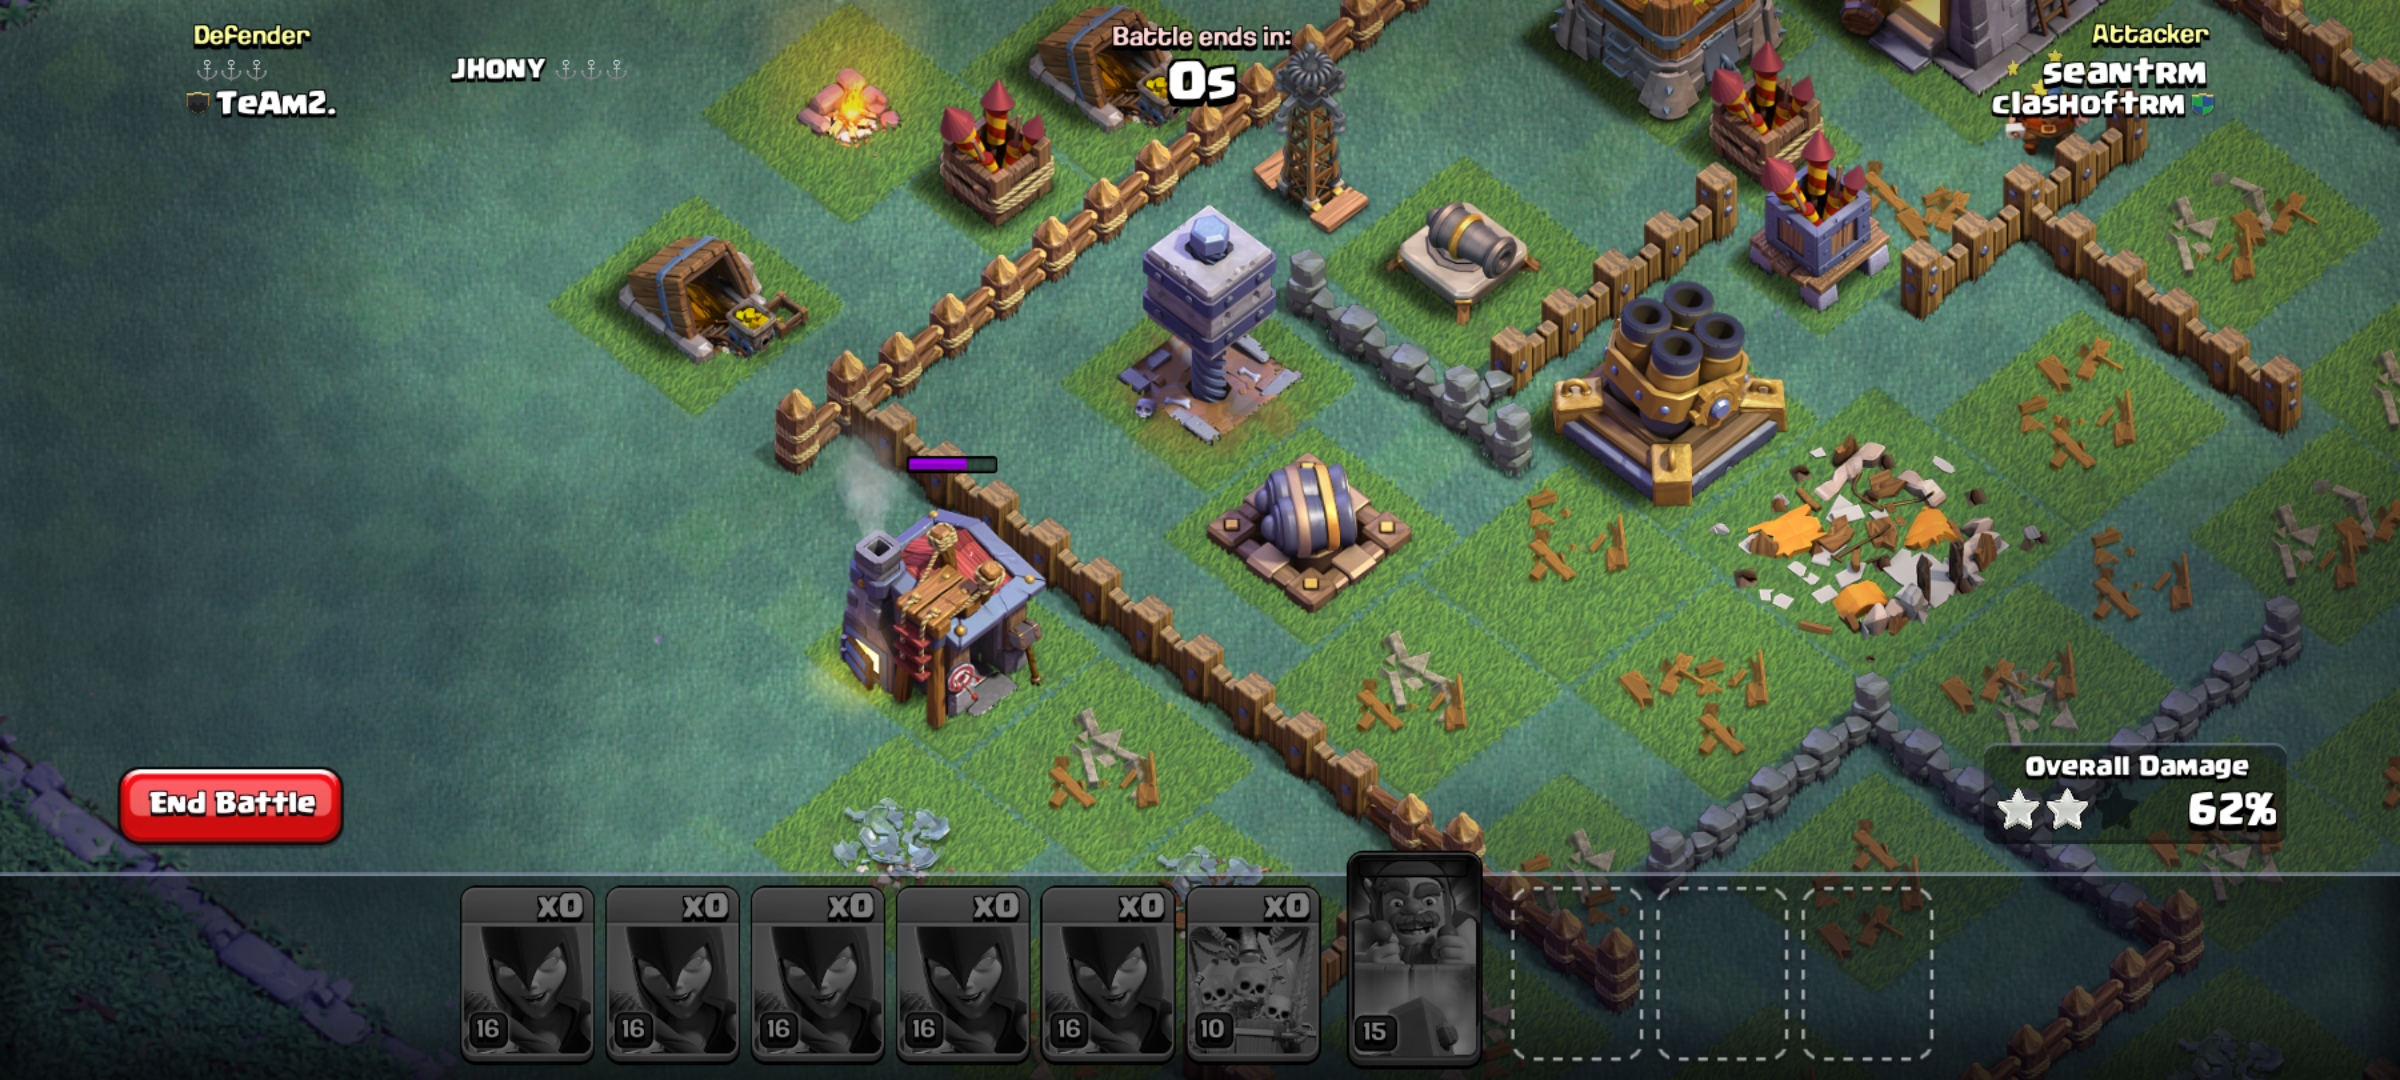 Defender
TeAm2.
JHONY
Battle ends in:
0s
Attacker
seantrm
clashoftrm
End Battle
Overall Damage
62%
x0
x0
x0
x0
x0
x0
16
16
16
16
16
10
15